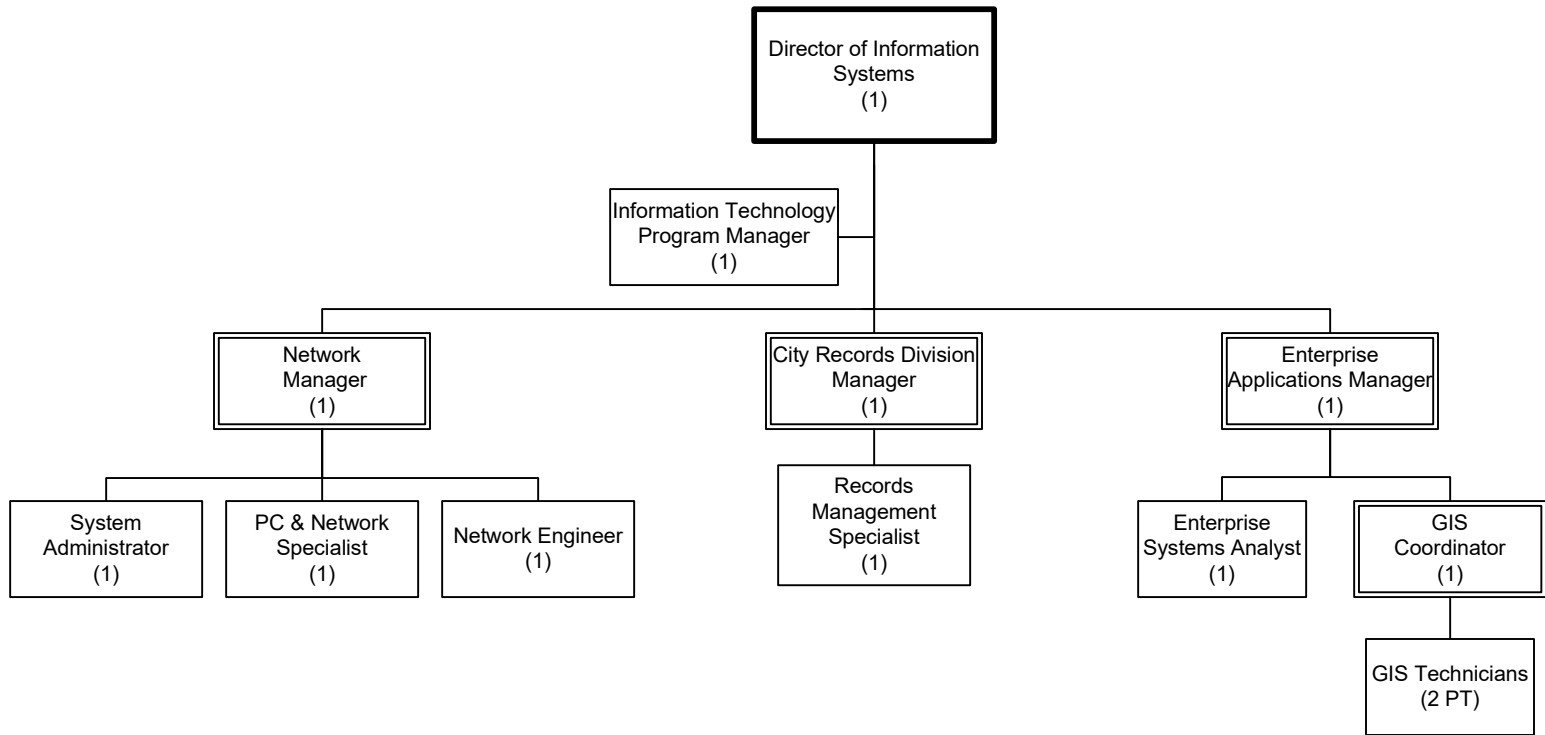 Director of Information
Systems
(1)
Information Technology
Program Manager
(1)
Network
Manager
(1)
City Records Division
Manager
(1)
Enterprise
Applications Manager
(1)
System
Administrator
(1)
PC & Network
Specialist
(1)
Network Engineer
(1)
Records
Management
Specialist
(1)
Enterprise
Systems Analyst
(1)
GIS
Coordinator
(1)
GIS Technicians
(2 PT)